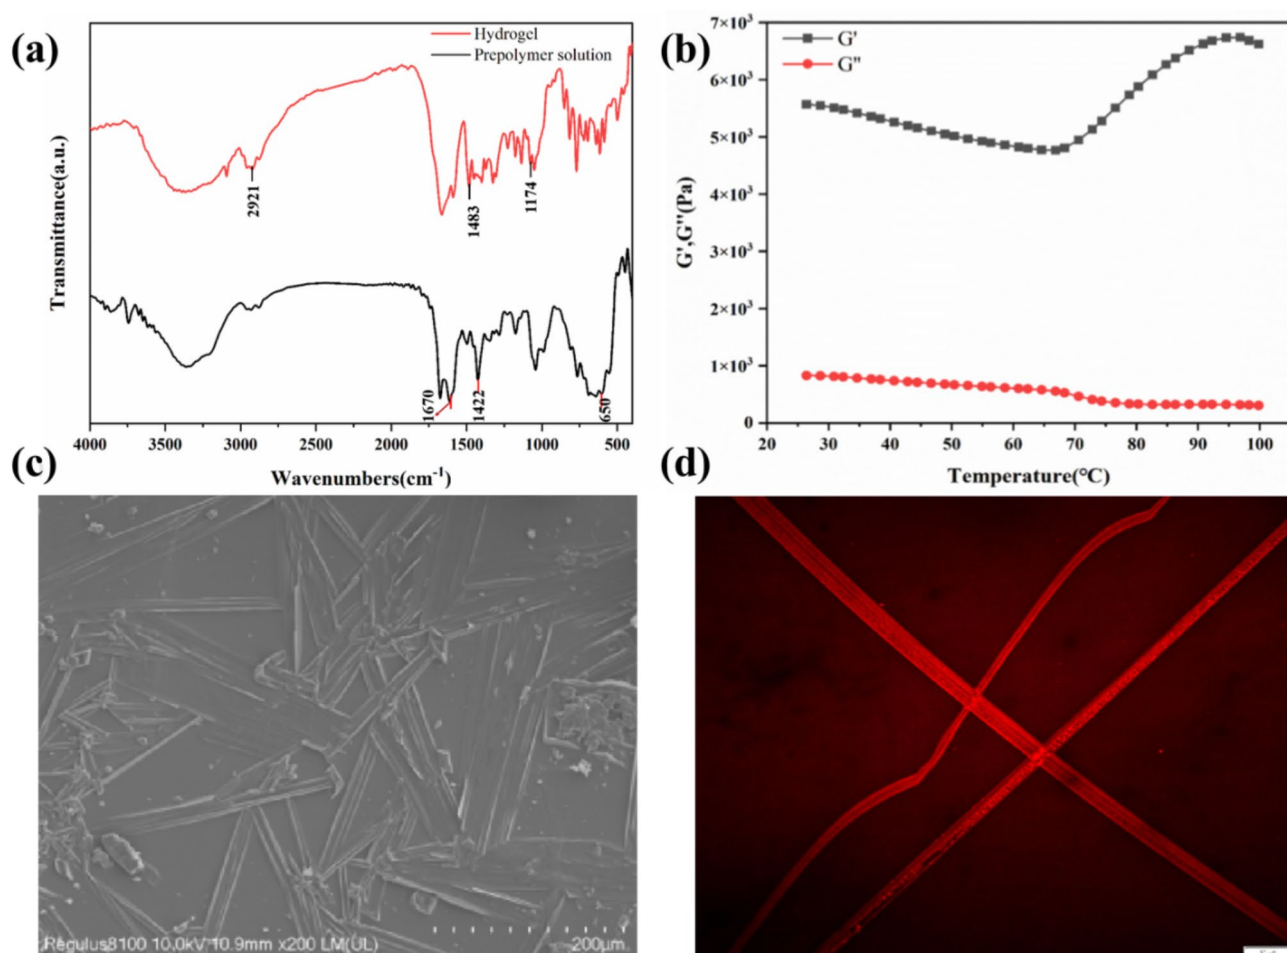 (a)
Hydrogel
Prepolymer solution
Transmittance(a.u.)
2921
1483
1174
1670
1422
650
4000 3500 3000 2500 2000 1500 1000 500
Wavenumbers(cm⁻¹)
(b)
G'
G''
G',G''(Pa)
7×10³
6×10³
5×10³
4×10³
3×10³
2×10³
1×10³
0
20 30 40 50 60 70 80 90 100
Temperature(°C)
(c)
Regulus8100 10.0kV 10.9mm x200 LM(UL) 200μm
(d)